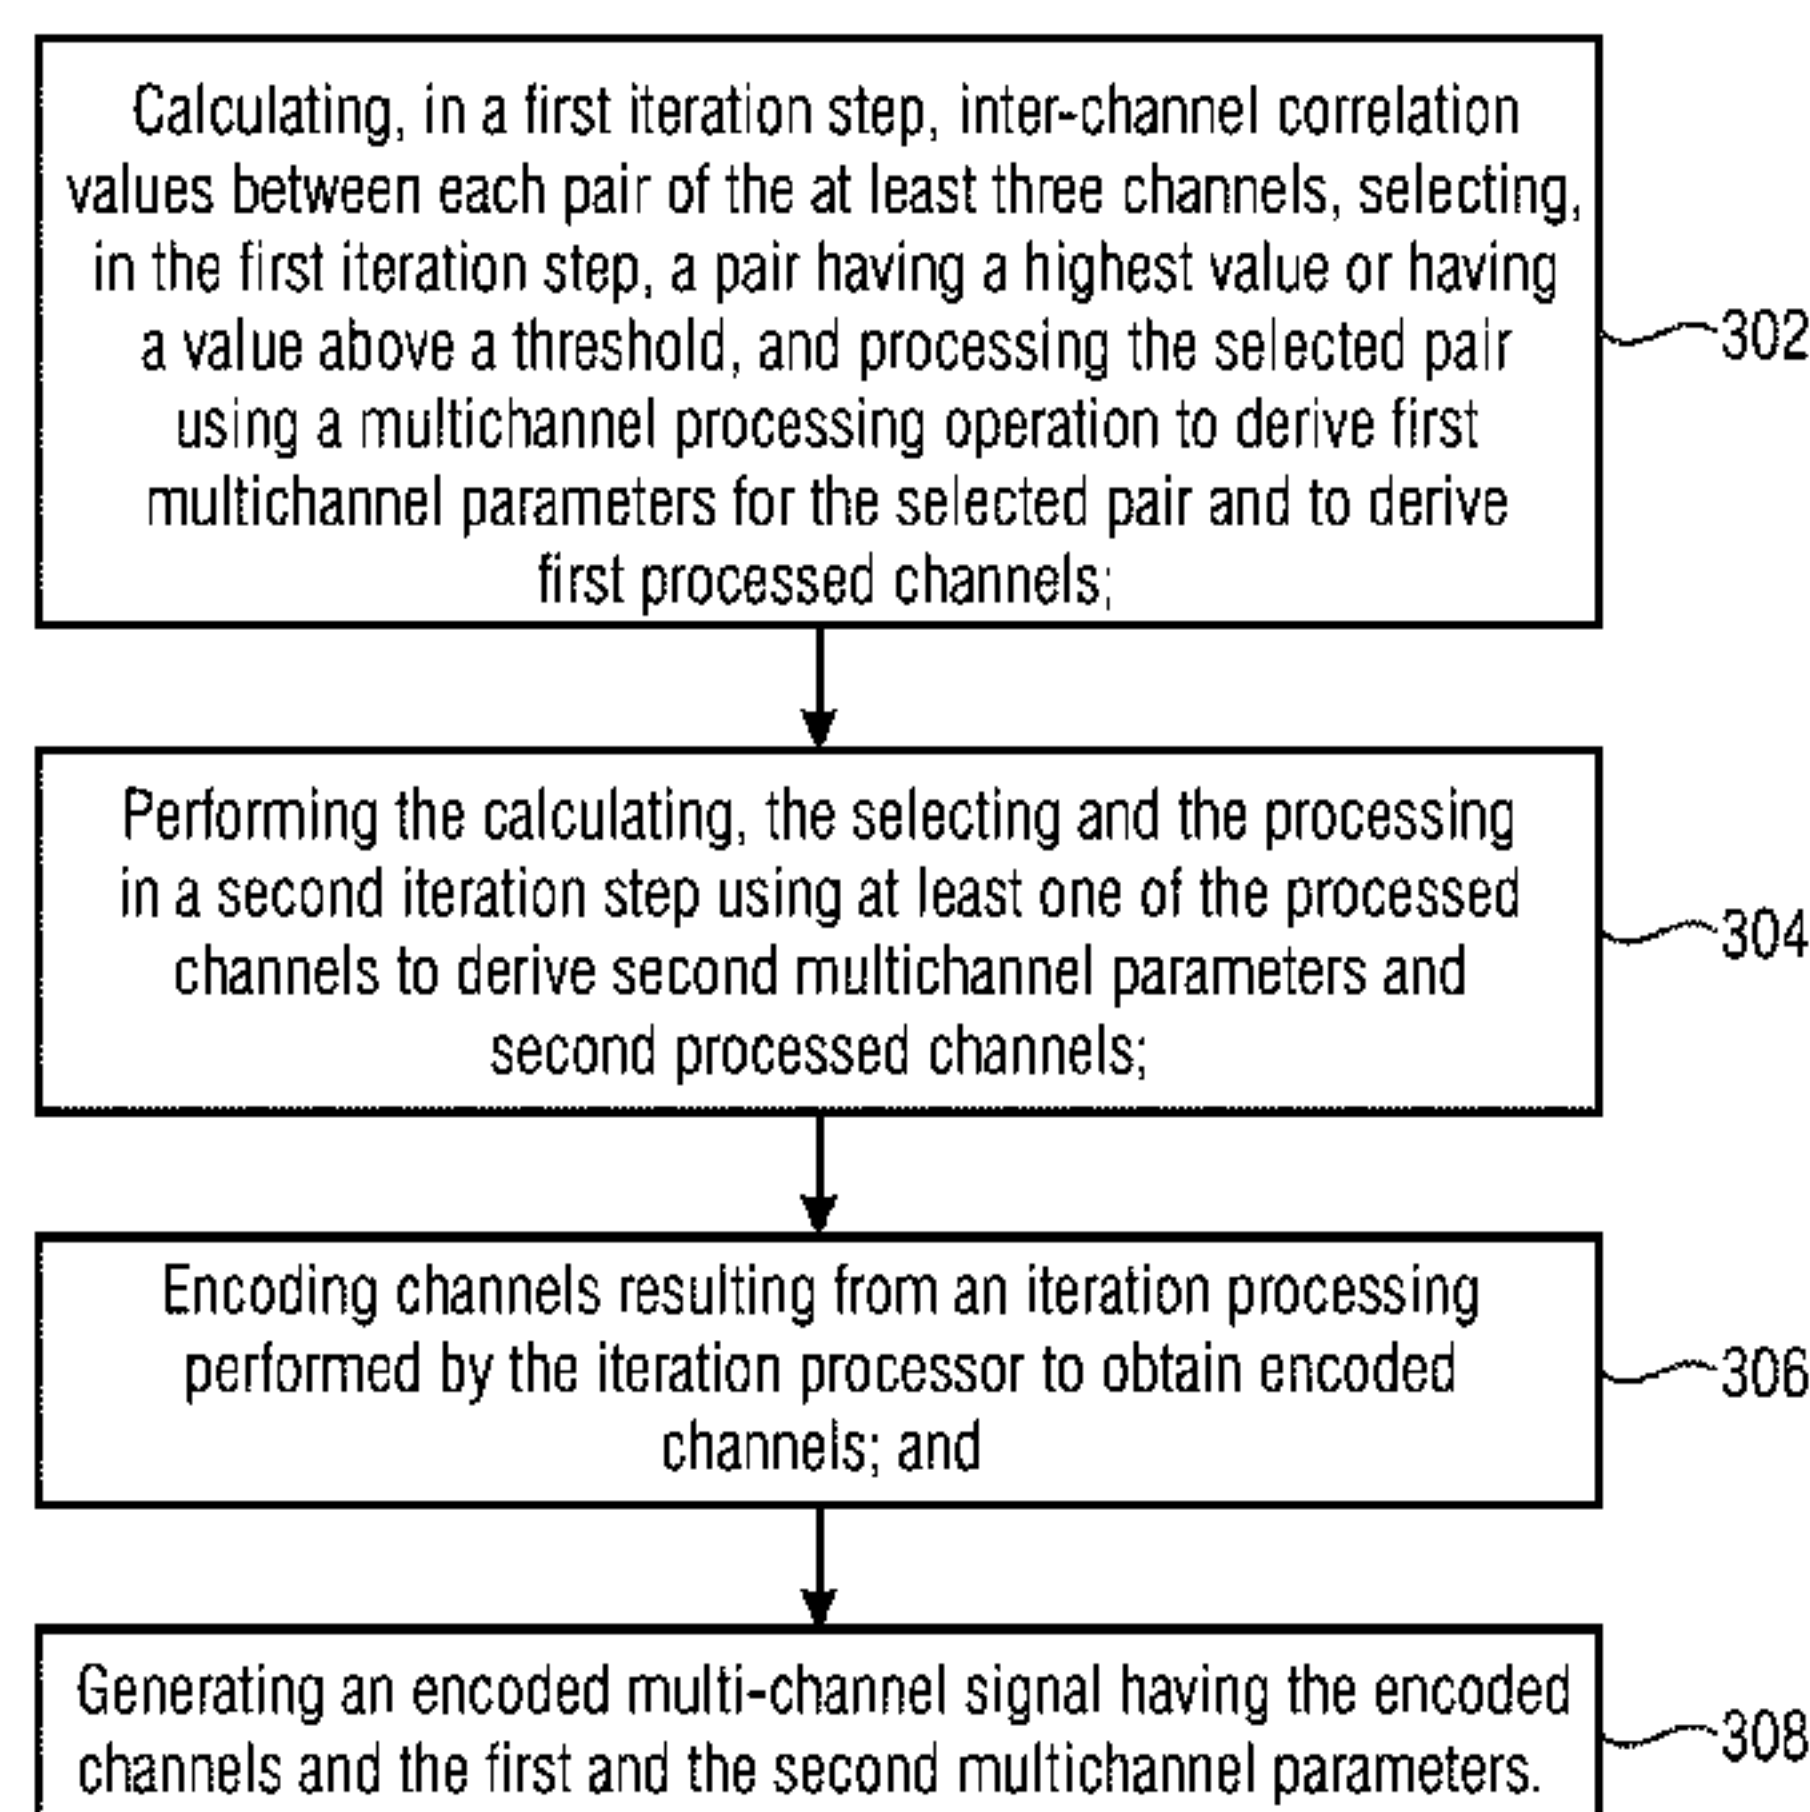 Calculating, in a first iteration step, inter-channel correlation
values between each pair of the at least three channels, selecting,
in the first iteration step, a pair having a highest value or having
a value above a threshold, and processing the selected pair
using a multichannel processing operation to derive first
multichannel parameters for the selected pair and to derive
first processed channels;
302
Performing the calculating, the selecting and the processing
in a second iteration step using at least one of the processed
channels to derive second multichannel parameters and
second processed channels;
304
Encoding channels resulting from an iteration processing
performed by the iteration processor to obtain encoded
channels; and
306
Generating an encoded multi-channel signal having the encoded
channels and the first and the second multichannel parameters.
308